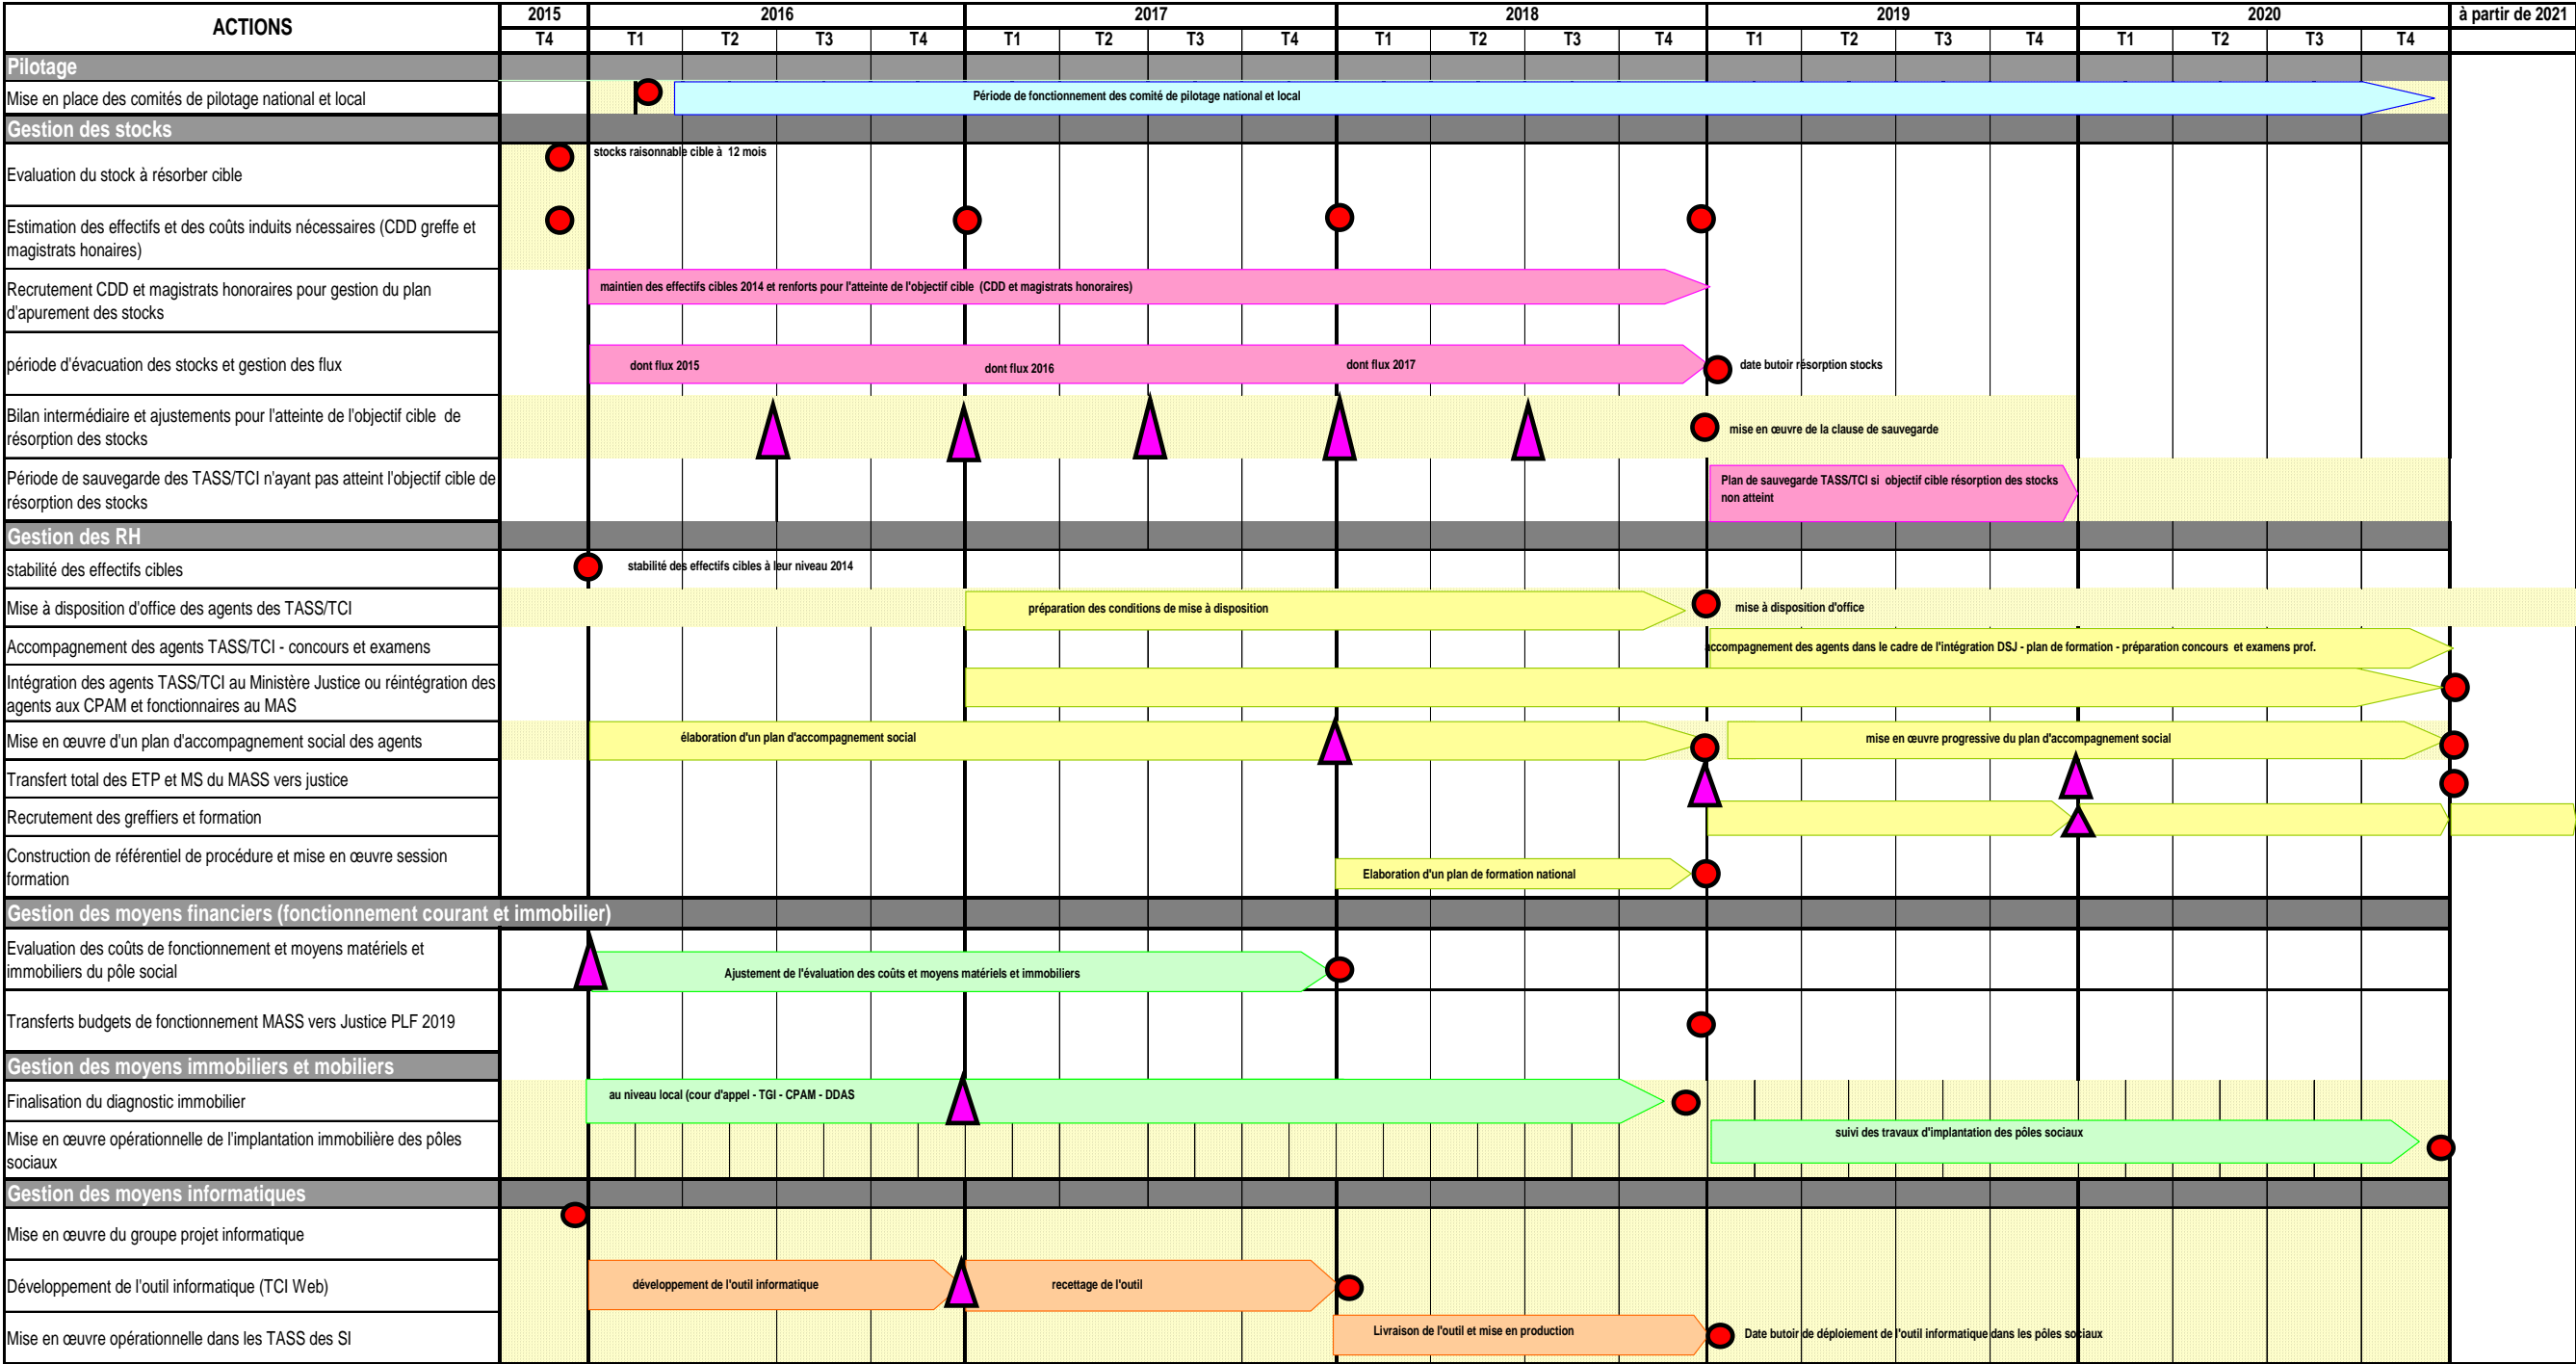 ACTIONS
2015 2016 2017 2018 2019 2020 à partir de 2021
T4 T1 T2 T3 T4 T1 T2 T3 T4 T1 T2 T3 T4 T1 T2 T3 T4 T1 T2 T3 T4
Pilotage
Mise en place des comités de pilotage national et local
Période de fonctionnement des comité de pilotage national et local
Gestion des stocks
Evaluation du stock à résorber cible
stocks raisonnable cible à 12 mois
Estimation des effectifs et des coûts induits nécessaires (CDD greffe et
magistrats honaires)
Recrutement CDD et magistrats honoraires pour gestion du plan
d'apurement des stocks
maintien des effectifs cibles 2014 et renforts pour l'atteinte de l'objectif cible (CDD et magistrats honoraires)
période d'évacuation des stocks et gestion des flux
dont flux 2015
dont flux 2016
dont flux 2017
date butoir résorption stocks
Bilan intermédiaire et ajustements pour l'atteinte de l'objectif cible de
résorption des stocks
mise en œuvre de la clause de sauvegarde
Période de sauvegarde des TASS/TCI n'ayant pas atteint l'objectif cible de
résorption des stocks
Plan de sauvegarde TASS/TCI si objectif cible résorption des stocks
non atteint
Gestion des RH
stabilité des effectifs cibles
stabilité des effectifs cibles à leur niveau 2014
Mise à disposition d'office des agents des TASS/TCI
préparation des conditions de mise à disposition
mise à disposition d'office
Accompagnement des agents TASS/TCI - concours et examens
accompagnement des agents dans le cadre de l'intégration DSJ - plan de formation - préparation concours et examens prof.
Intégration des agents TASS/TCI au Ministère Justice ou réintégration des
agents aux CPAM et fonctionnaires au MAS
Mise en œuvre d'un plan d'accompagnement social des agents
élaboration d'un plan d'accompagnement social
mise en œuvre progressive du plan d'accompagnement social
Transfert total des ETP et MS du MASS vers justice
Recrutement des greffiers et formation
Construction de référentiel de procédure et mise en œuvre session
formation
Elaboration d'un plan de formation national
Gestion des moyens financiers (fonctionnement courant et immobilier)
Evaluation des coûts de fonctionnement et moyens matériels et
immobiliers du pôle social
Ajustement de l'évaluation des coûts et moyens matériels et immobiliers
Transferts budgets de fonctionnement MASS vers Justice PLF 2019
Gestion des moyens immobiliers et mobiliers
Finalisation du diagnostic immobilier
au niveau local (cour d'appel - TGI - CPAM - DDAS
Mise en œuvre opérationnelle de l'implantation immobilière des pôles
sociaux
suivi des travaux d'implantation des pôles sociaux
Gestion des moyens informatiques
Mise en œuvre du groupe projet informatique
Développement de l'outil informatique (TCI Web)
développement de l'outil informatique
recettage de l'outil
Mise en œuvre opérationnelle dans les TASS des SI
Livraison de l'outil et mise en production
Date butoir de déploiement de l'outil informatique dans les pôles sociaux